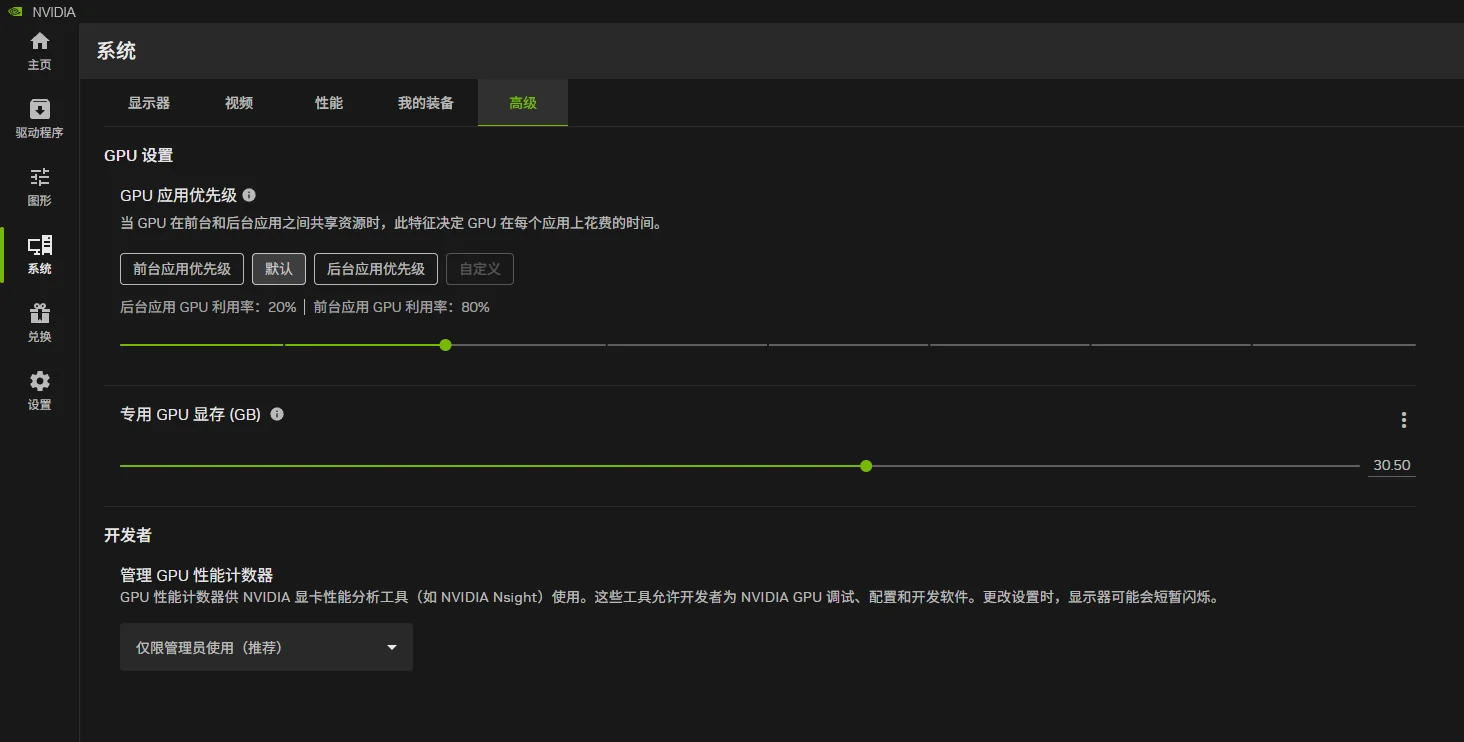 NVIDIA
主页
驱动程序
图形
系统
兑换
设置
系统
显示器 视频 性能 我的装备 高级
GPU 设置
GPU 应用优先级
当 GPU 在前台和后台应用之间共享资源时，此特征决定 GPU 在每个应用上花费的时间。
前台应用优先级 默认 后台应用优先级 自定义
后台应用 GPU 利用率：20% | 前台应用 GPU 利用率：80%
专用 GPU 显存 (GB)
30.50
开发者
管理 GPU 性能计数器
GPU 性能计数器供 NVIDIA 显卡性能分析工具（如 NVIDIA Nsight）使用。这些工具允许开发者为 NVIDIA GPU 调试、配置和开发软件。更改设置时，显示器可能会短暂闪烁。
仅限管理员使用（推荐）